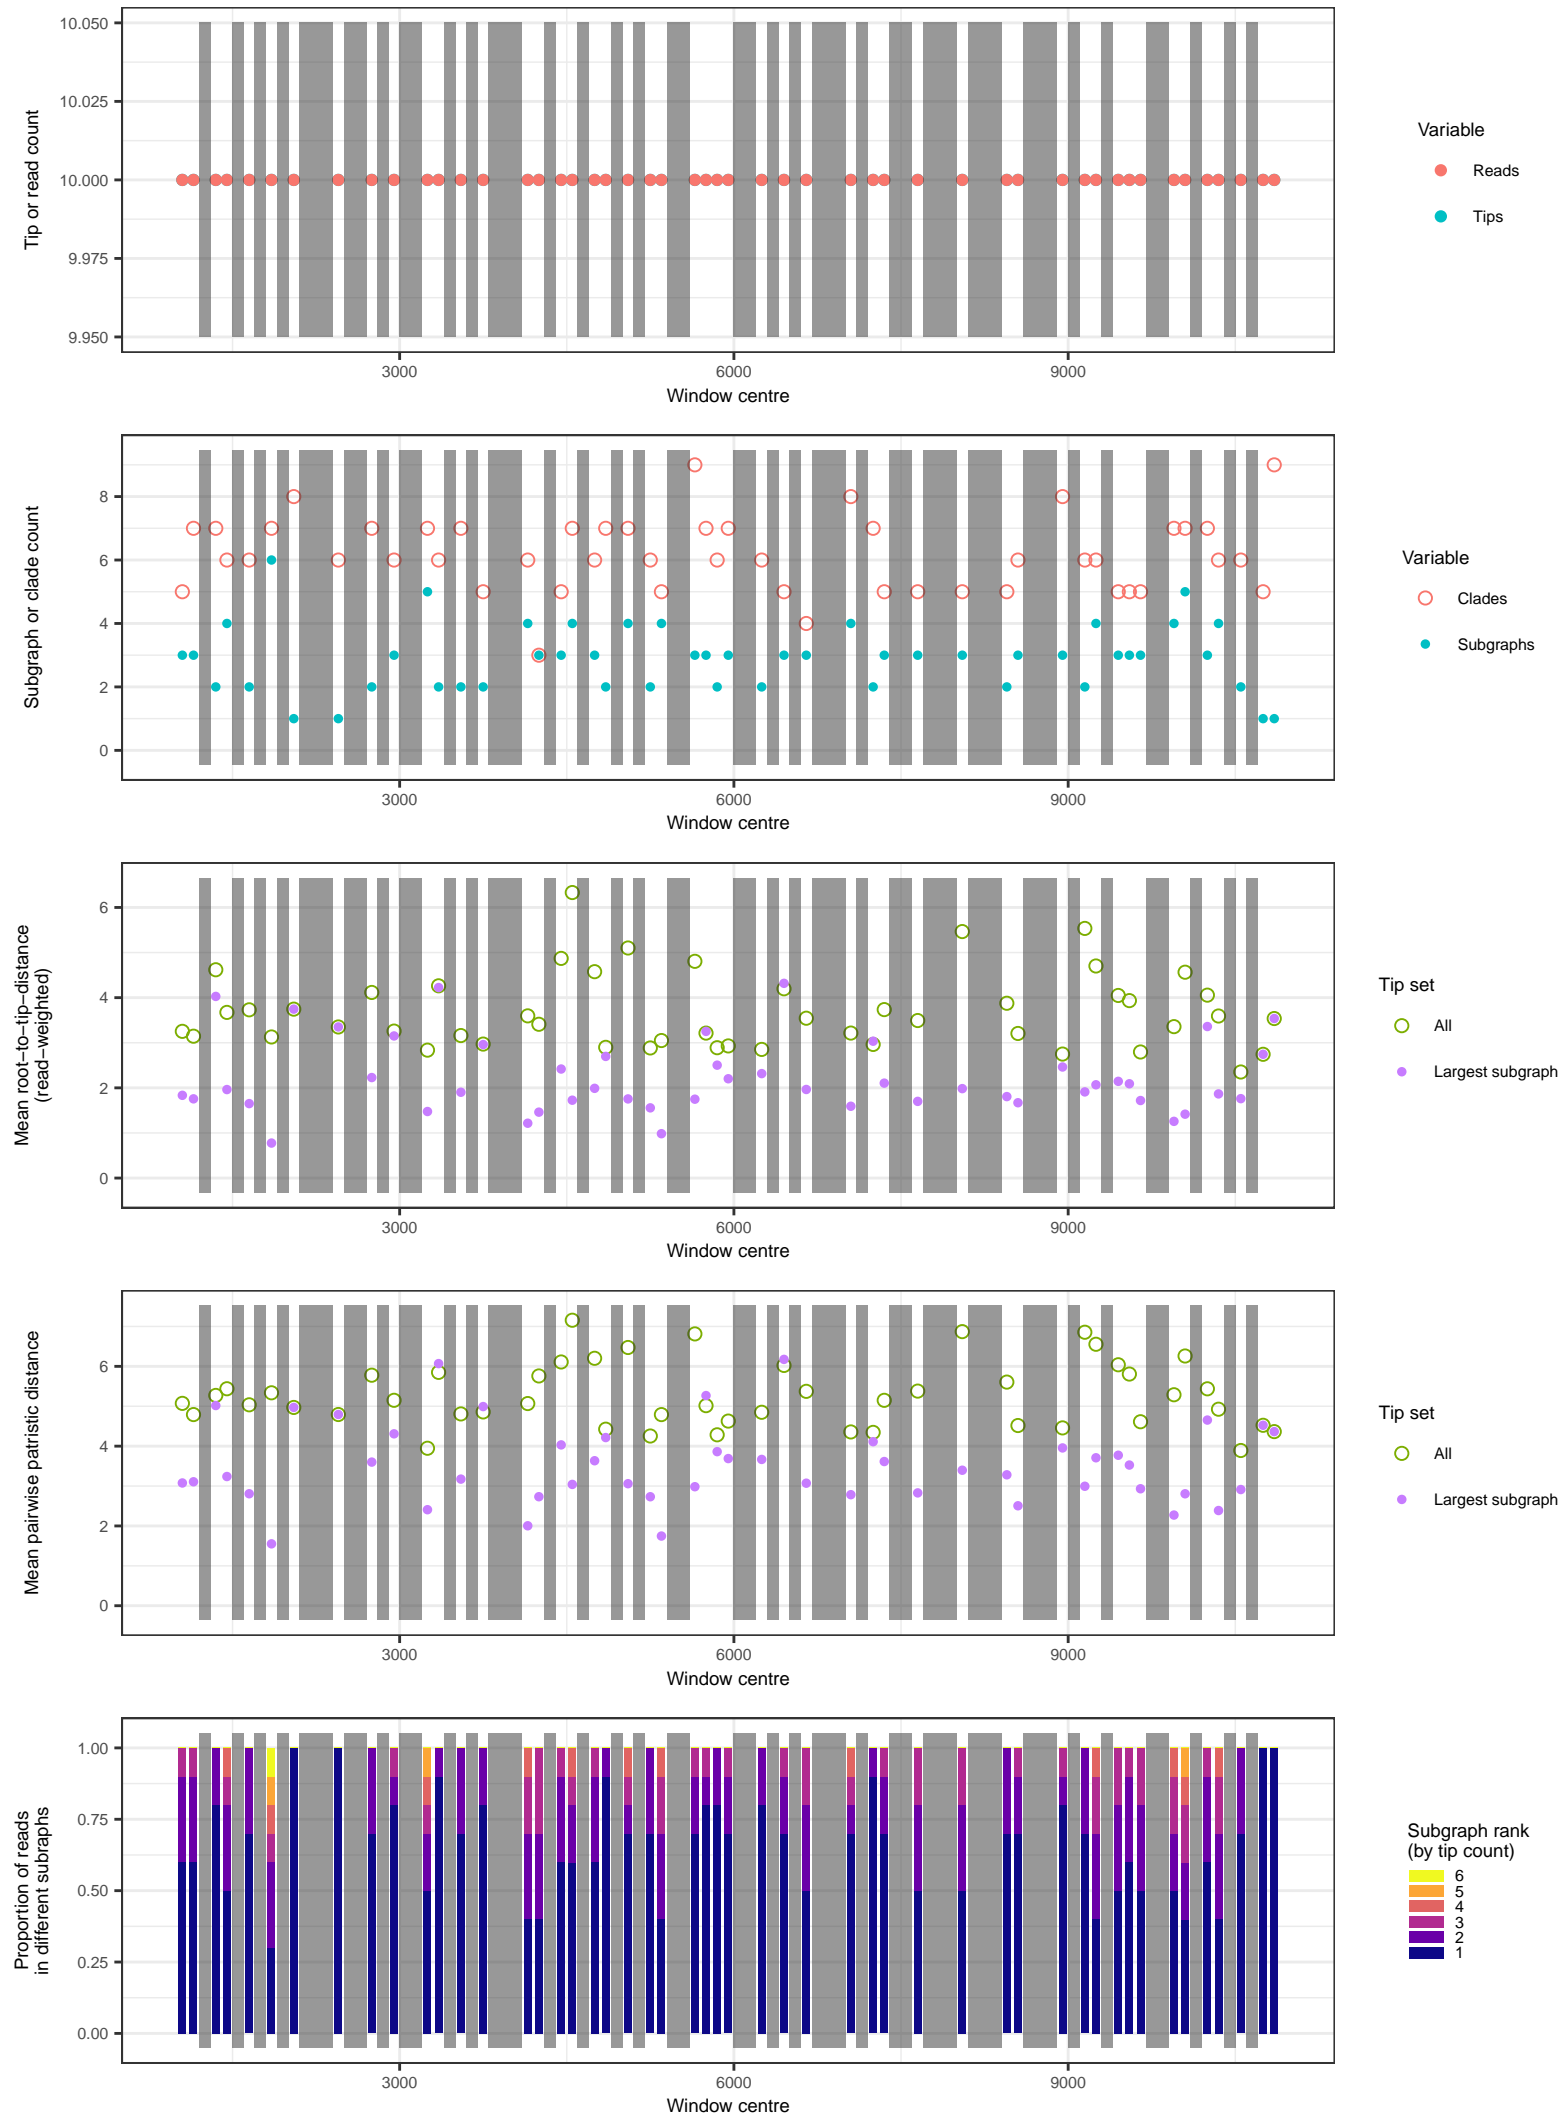 10.050
10.025
10.000
9.975
9.950
Tip or read count
3000 6000 9000
Window centre
Variable
Reads
Tips
8
6
4
2
0
Subgraph or clade count
3000 6000 9000
Window centre
Variable
Clades
Subgraphs
6
4
2
0
Mean root−to−tip−distance
(read−weighted)
3000 6000 9000
Window centre
Tip set
All
Largest subgraph
6
4
2
0
Mean pairwise patristic distance
3000 6000 9000
Window centre
Tip set
All
Largest subgraph
1.00
0.75
0.50
0.25
0.00
Proportion of reads
in different subraphs
3000 6000 9000
Window centre
Subgraph rank
(by tip count)
6
5
4
3
2
1